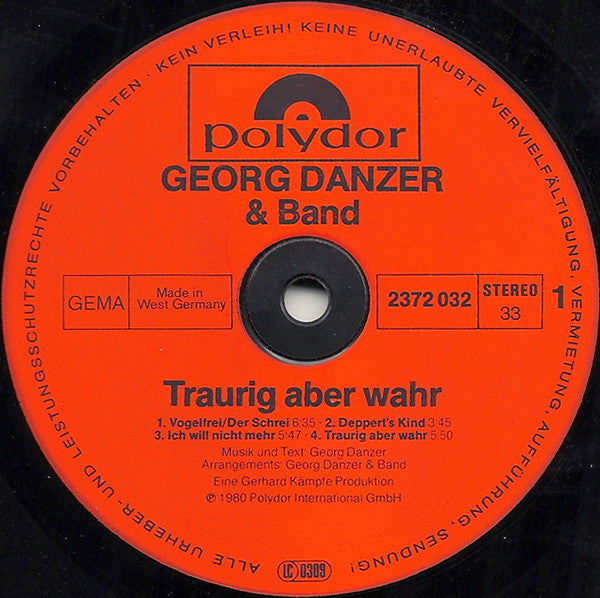 ALLE URHEBER- UND LEISTUNGSSCHUTZRECHTE VORBEHALTEN · KEIN VERLEIH! KEINE UNERLAUBTE VERVIELFÄLTIGUNG, VERMIETUNG, AUFFÜHRUNG, SENDUNG!
polydor
GEORG DANZER
& Band
GEMA
Made in
West Germany
2372 032
STEREO
33
1
Traurig aber wahr
1. Vogelfrei/Der Schrei 6:35 · 2. Deppert's Kind 3:45
3. Ich will nicht mehr 5:47 · 4. Traurig aber wahr 5:50
Musik und Text: Georg Danzer
Arrangements: Georg Danzer & Band
Eine Gerhard Kämpfe Produktion
℗ 1980 Polydor International GmbH
LC 0309